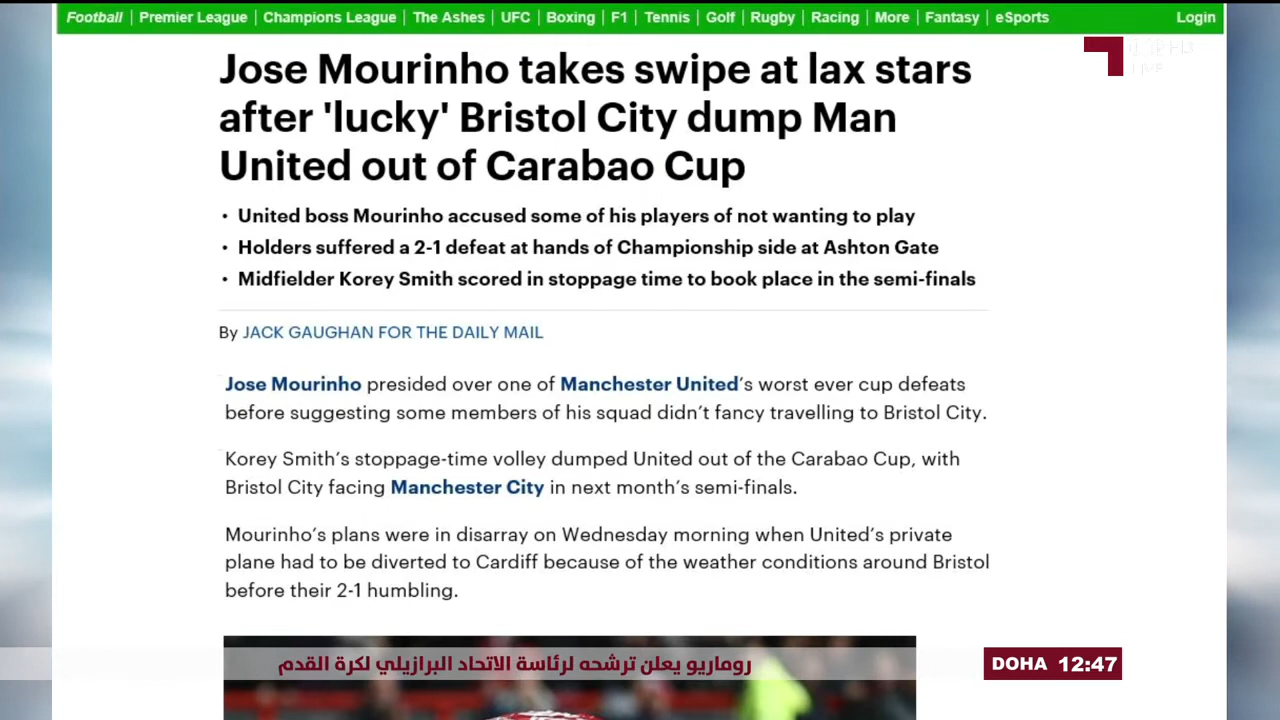 Football | Premier League | Champions League | The Ashes | UFC | Boxing | F1 | Tennis | Golf | Rugby | Racing | More | Fantasy | eSports
Login
Jose Mourinho takes swipe at lax stars
after 'lucky' Bristol City dump Man
United out of Carabao Cup
• United boss Mourinho accused some of his players of not wanting to play
• Holders suffered a 2-1 defeat at hands of Championship side at Ashton Gate
• Midfielder Korey Smith scored in stoppage time to book place in the semi-finals
By JACK GAUGHAN FOR THE DAILY MAIL
Jose Mourinho presided over one of Manchester United's worst ever cup defeats
before suggesting some members of his squad didn't fancy travelling to Bristol City.
Korey Smith's stoppage-time volley dumped United out of the Carabao Cup, with
Bristol City facing Manchester City in next month's semi-finals.
Mourinho's plans were in disarray on Wednesday morning when United's private
plane had to be diverted to Cardiff because of the weather conditions around Bristol
before their 2-1 humbling.
روماريو يعلن ترشحه لرئاسة الاتحاد البرازيلي لكرة القدم
DOHA 12:47